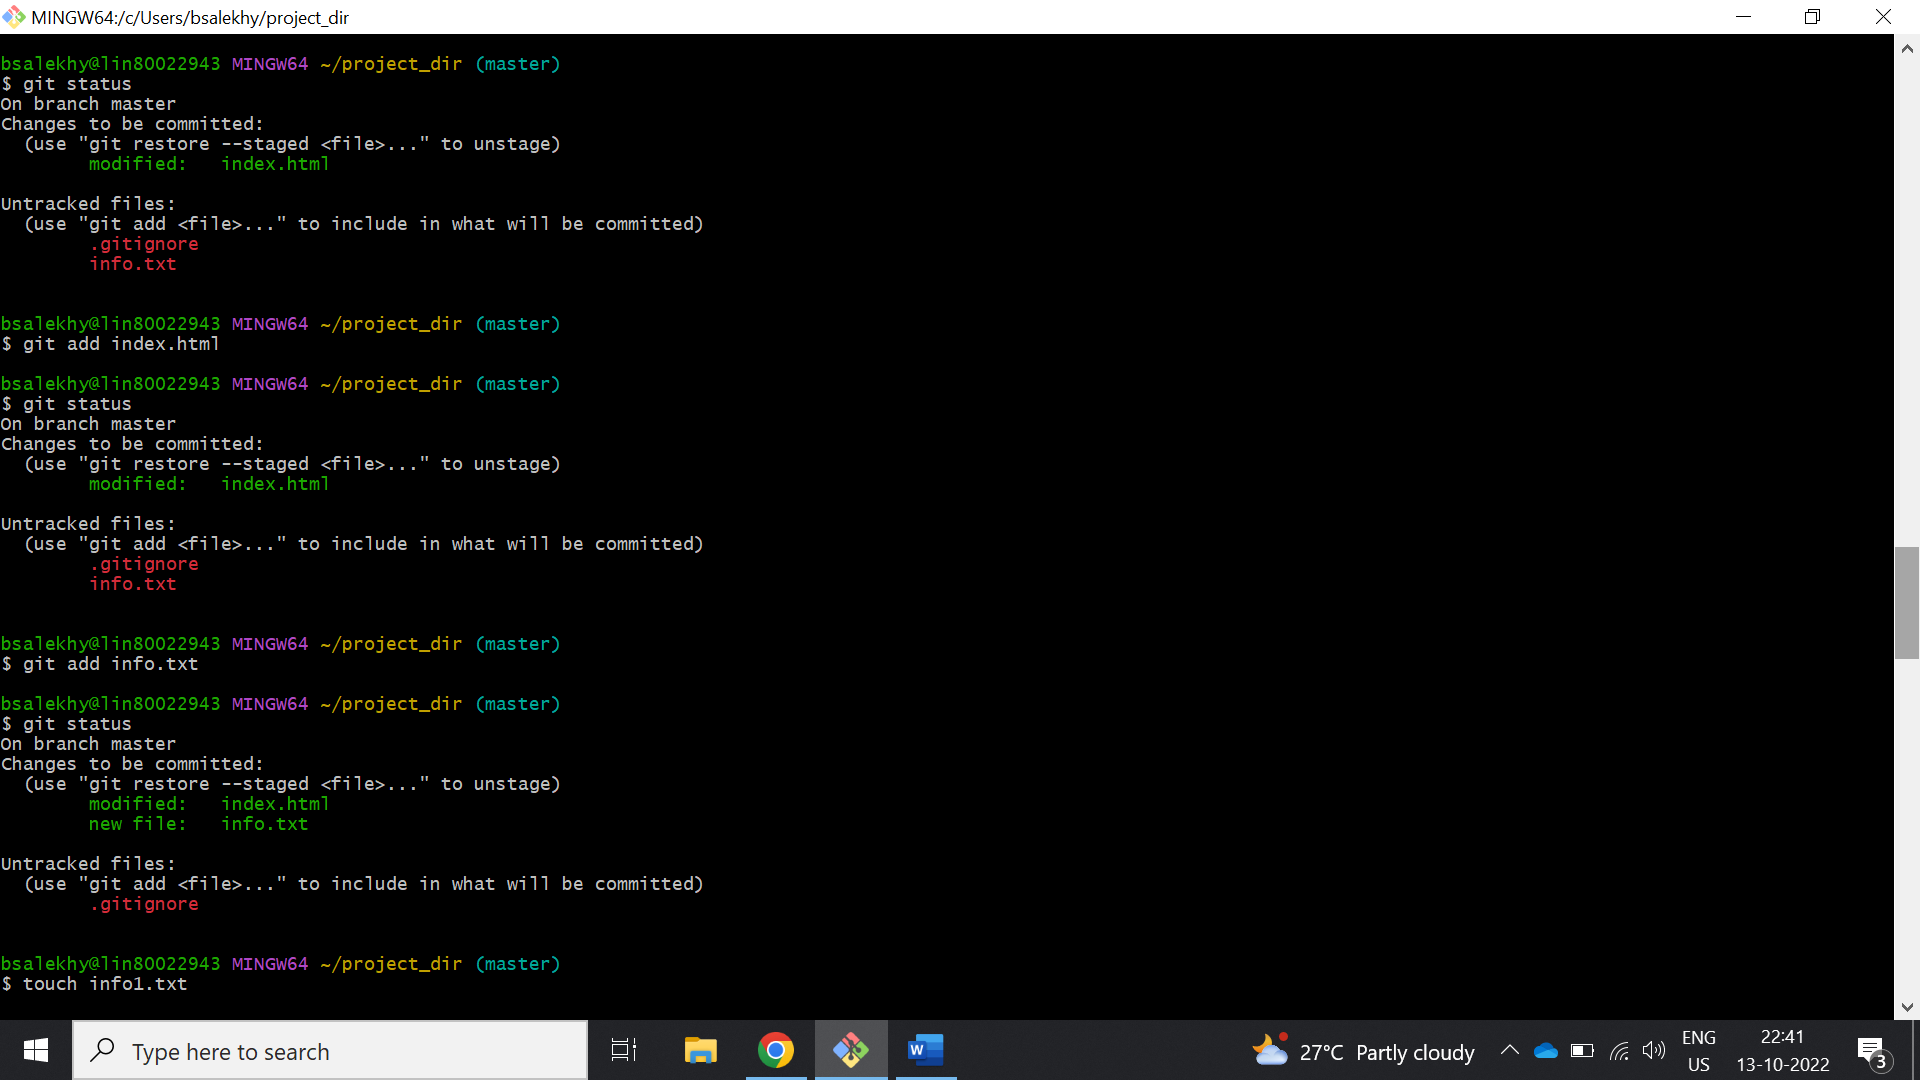 MINGW64:/c/Users/bsalekhy/project_dir
bsalekhy@lin80022943 MINGW64 ~/project_dir (master)
$ git status
On branch master
Changes to be committed:
  (use "git restore --staged <file>..." to unstage)
        modified:   index.html

Untracked files:
  (use "git add <file>..." to include in what will be committed)
        .gitignore
        info.txt

bsalekhy@lin80022943 MINGW64 ~/project_dir (master)
$ git add index.html

bsalekhy@lin80022943 MINGW64 ~/project_dir (master)
$ git status
On branch master
Changes to be committed:
  (use "git restore --staged <file>..." to unstage)
        modified:   index.html

Untracked files:
  (use "git add <file>..." to include in what will be committed)
        .gitignore
        info.txt

bsalekhy@lin80022943 MINGW64 ~/project_dir (master)
$ git add info.txt

bsalekhy@lin80022943 MINGW64 ~/project_dir (master)
$ git status
On branch master
Changes to be committed:
  (use "git restore --staged <file>..." to unstage)
        modified:   index.html
        new file:   info.txt

Untracked files:
  (use "git add <file>..." to include in what will be committed)
        .gitignore

bsalekhy@lin80022943 MINGW64 ~/project_dir (master)
$ touch info1.txt
Type here to search
W
27°C Partly cloudy
ENG
US
22:41
13-10-2022
3